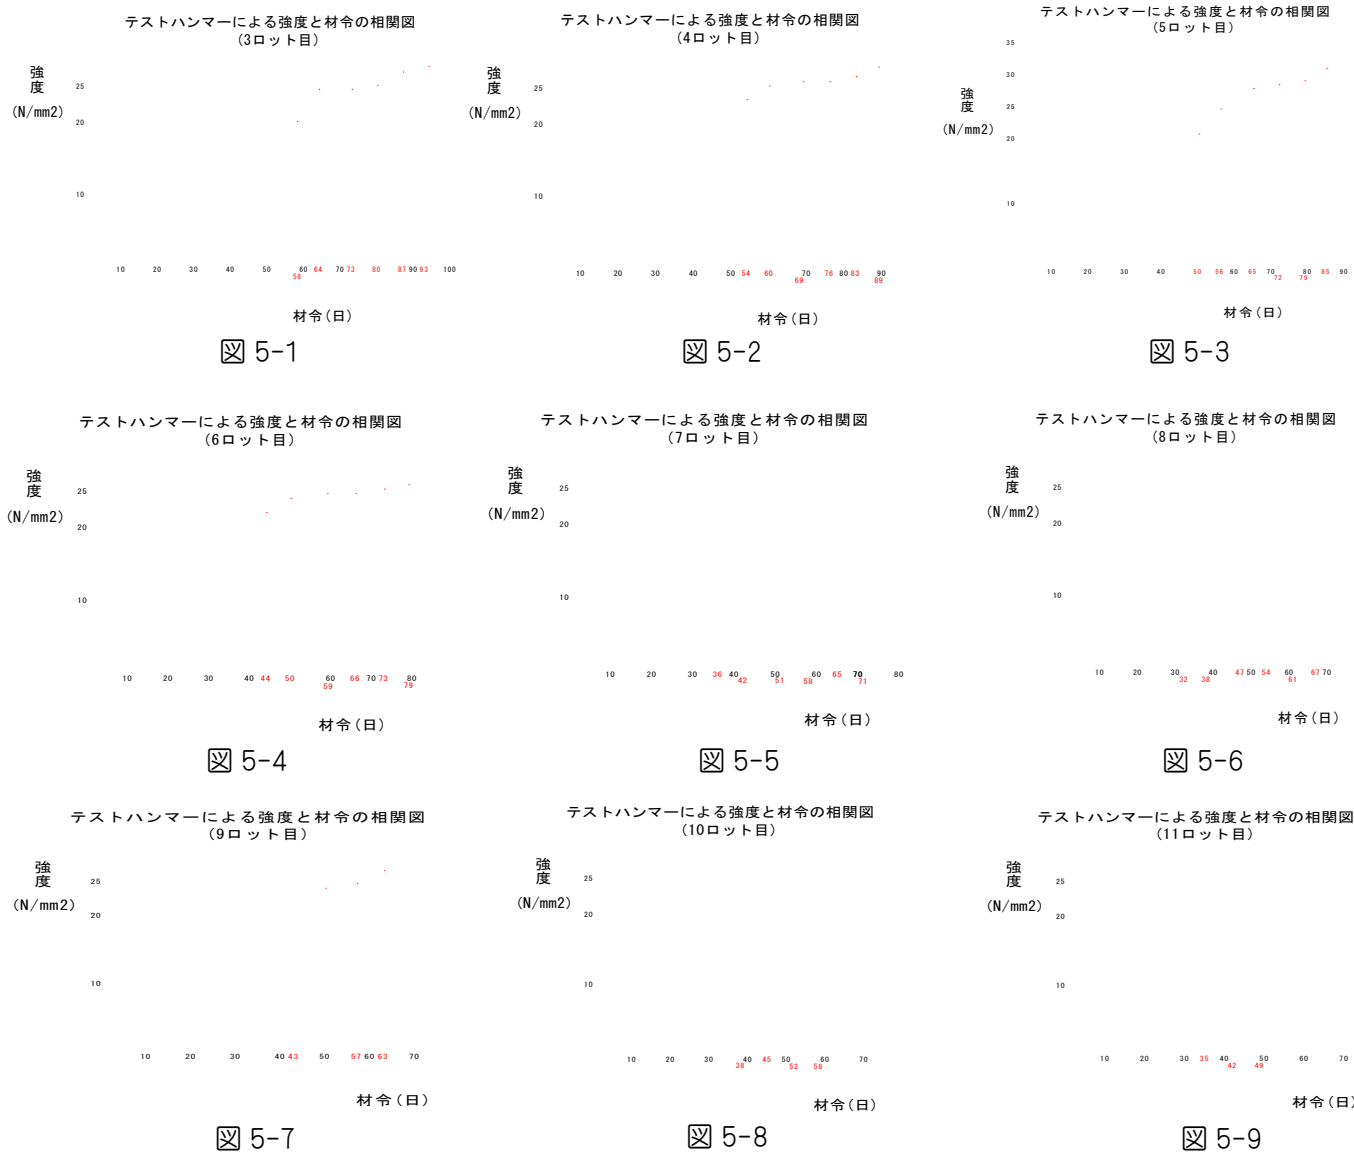 テストハンマーによる強度と材令の相関図
(3ロット目)
強度
(N/mm2)
25
20
10
10 20 30 40 50 60 64 70 73 80 87 90 93 100
58
材令(日)
図 5-1
テストハンマーによる強度と材令の相関図
(4ロット目)
強度
(N/mm2)
25
20
10
10 20 30 40 50 54 60 70 76 80 83 90
69 89
材令(日)
図 5-2
テストハンマーによる強度と材令の相関図
(5ロット目)
35
30
強度
25
(N/mm2)
20
10
10 20 30 40 50 56 60 65 70 80 85 90
72 79
材令(日)
図 5-3
テストハンマーによる強度と材令の相関図
(6ロット目)
強度
(N/mm2)
25
20
10
10 20 30 40 44 50 66 70 73 80
59 79
材令(日)
図 5-4
テストハンマーによる強度と材令の相関図
(7ロット目)
強度
(N/mm2)
25
20
10
10 20 30 36 40 50 60 65 70 80
42 51 58 71
材令(日)
図 5-5
テストハンマーによる強度と材令の相関図
(8ロット目)
強度
(N/mm2)
25
20
10
10 20 30 40 47 50 54 60 67 70
32 38 61
材令(日)
図 5-6
テストハンマーによる強度と材令の相関図
(9ロット目)
強度
(N/mm2)
25
20
10
10 20 30 40 43 50 57 60 63 70
材令(日)
図 5-7
テストハンマーによる強度と材令の相関図
(10ロット目)
強度
(N/mm2)
25
20
10
10 20 30 40 45 50 60 70
38 52 58
材令(日)
図 5-8
テストハンマーによる強度と材令の相関図
(11ロット目)
強度
(N/mm2)
25
20
10
10 20 30 35 40 50 60 70
42 49
材令(日)
図 5-9